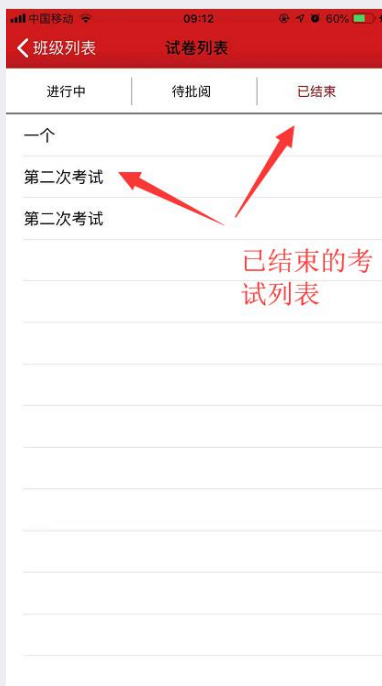 中国移动 09:12 60%
班级列表 试卷列表
进行中 待批阅 已结束
一个
第二次考试
第二次考试
已结束的考
试列表